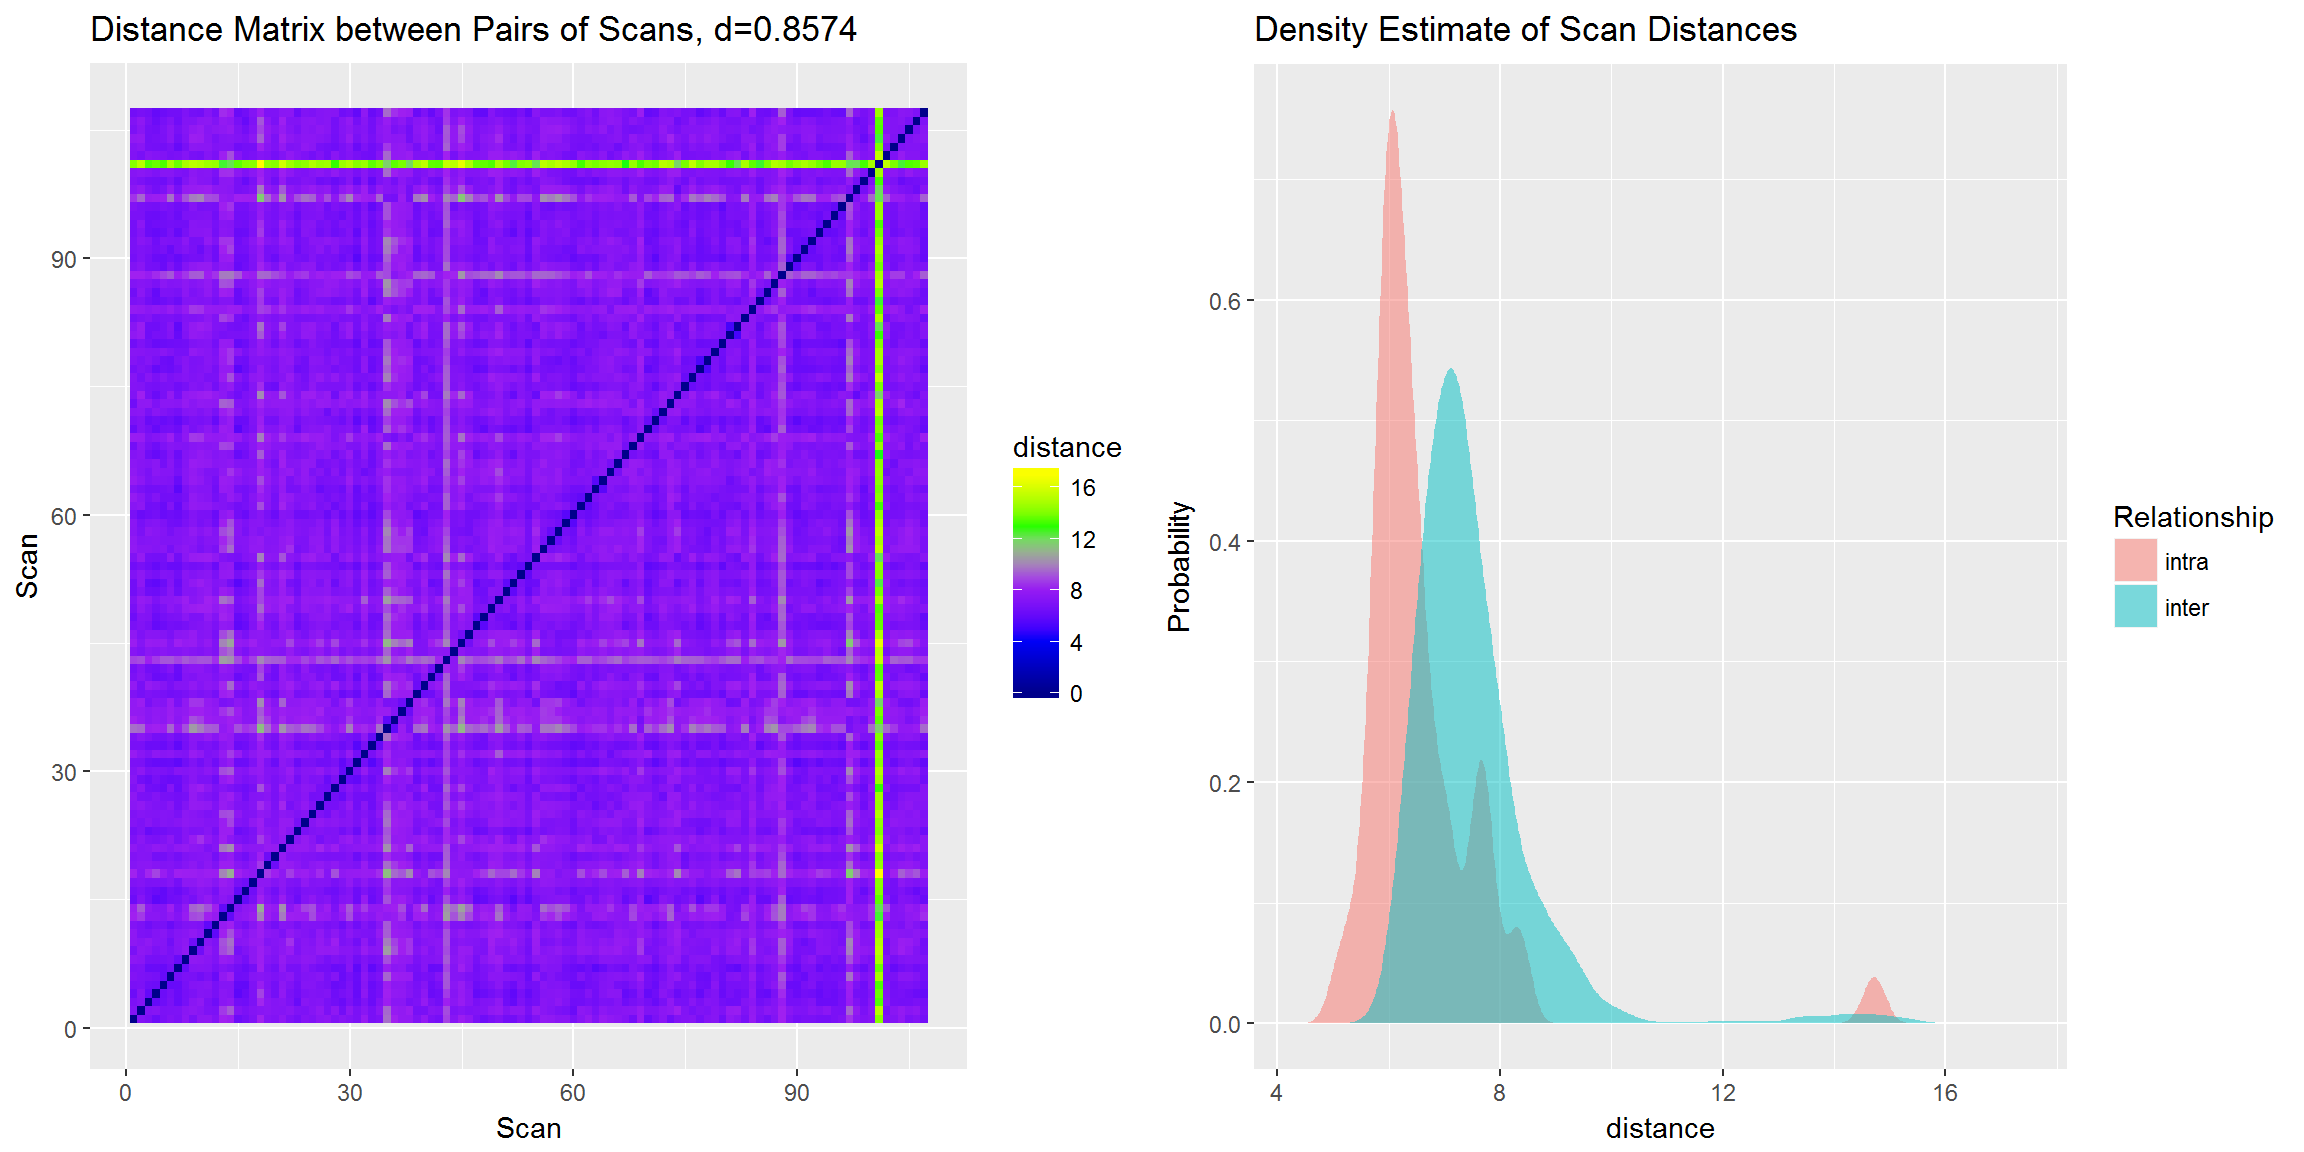 Distance Matrix between Pairs of Scans, d=0.8574
Scan
90
60
30
0
0 30 60 90
Scan
distance
16
12
8
4
0
Density Estimate of Scan Distances
Probability
0.6
0.4
0.2
0.0
4 8 12 16
distance
Relationship
intra
inter